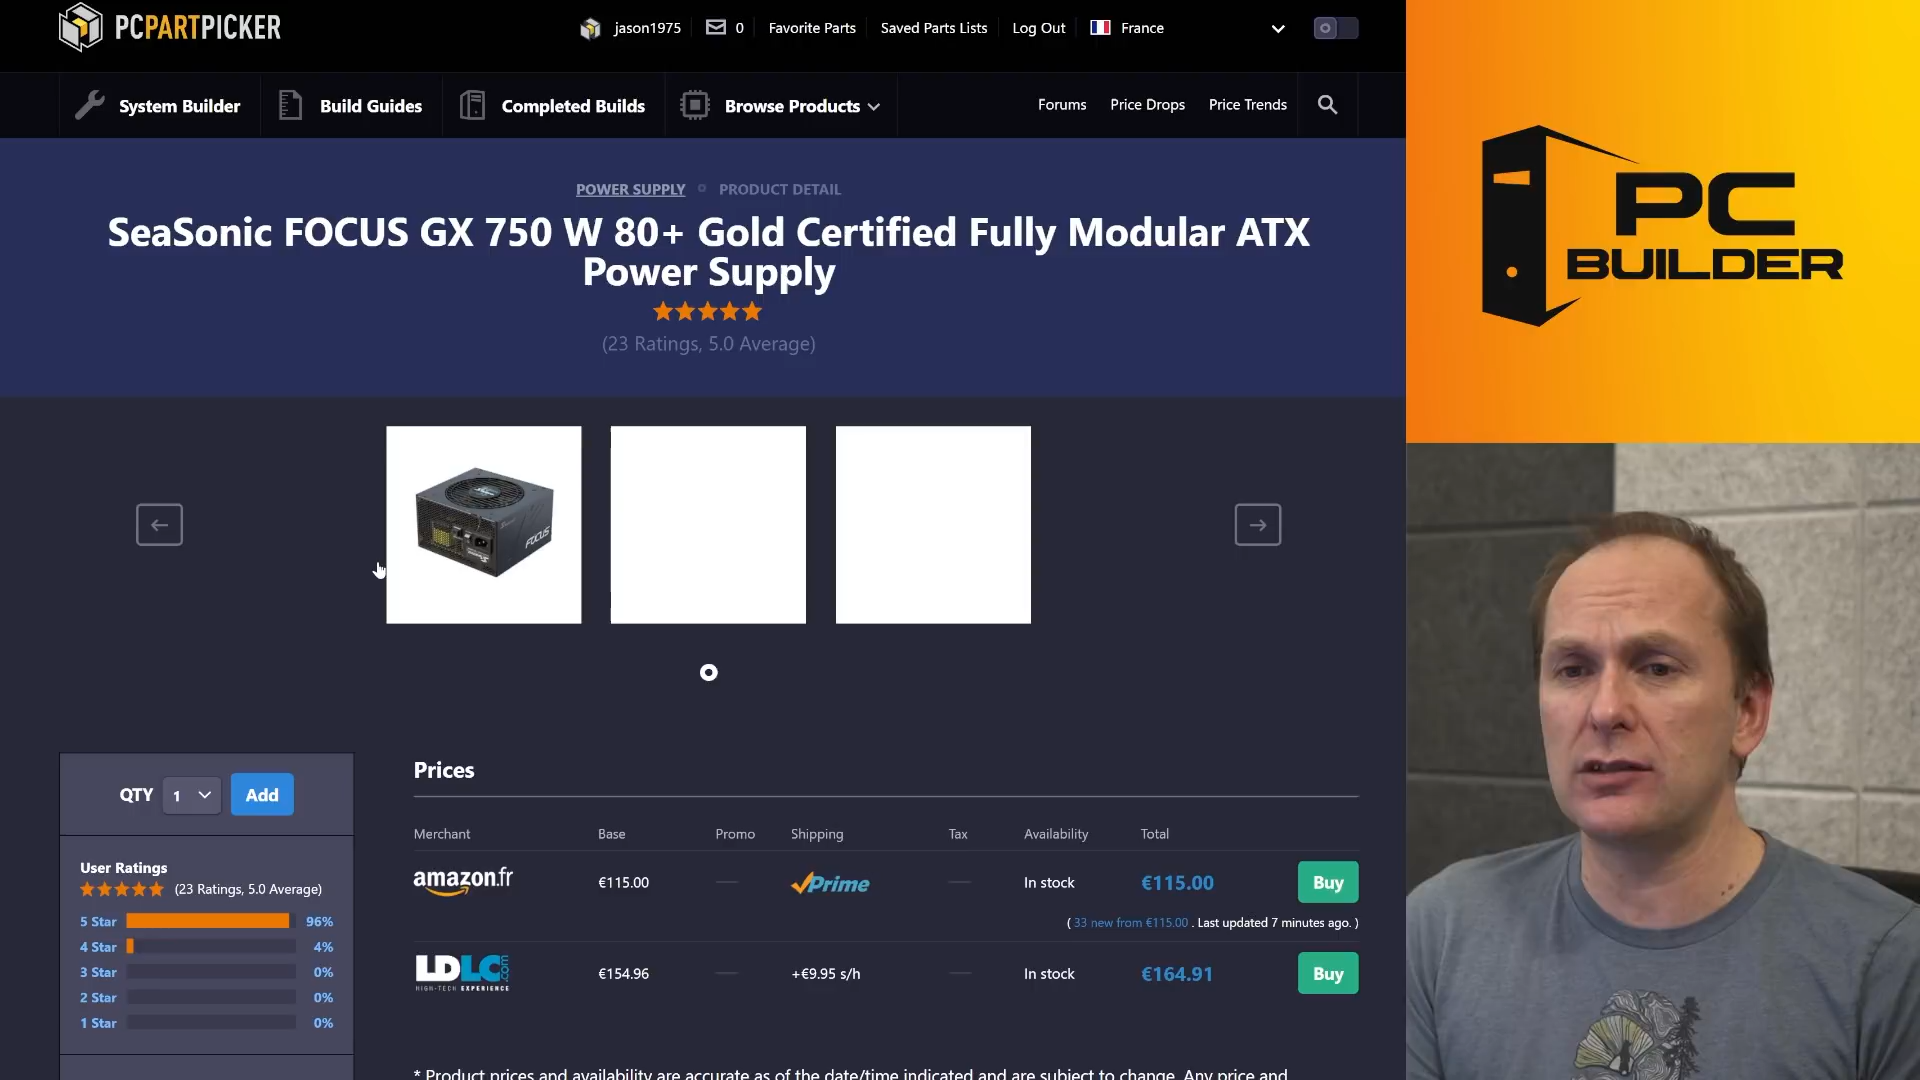 PCPARTPICKER
jason1975
0
Favorite Parts
Saved Parts Lists
Log Out
France
System Builder
Build Guides
Completed Builds
Browse Products
Forums
Price Drops
Price Trends
POWER SUPPLY
PRODUCT DETAIL
SeaSonic FOCUS GX 750 W 80+ Gold Certified Fully Modular ATX
Power Supply
(23 Ratings, 5.0 Average)
FOCUS
PC
BUILDER
QTY 1 Add
User Ratings
(23 Ratings, 5.0 Average)
5 Star 96%
4 Star 4%
3 Star 0%
2 Star 0%
1 Star 0%
Prices
Merchant Base Promo Shipping Tax Availability Total
amazon.fr €115.00 — Prime — In stock €115.00 Buy
( 33 new from €115.00 . Last updated 7 minutes ago. )
LDLC.com HIGH-TECH EXPERIENCE €154.96 — +€9.95 s/h — In stock €164.91 Buy
* Product prices and availability are accurate as of the date/time indicated and are subject to change. Any price and